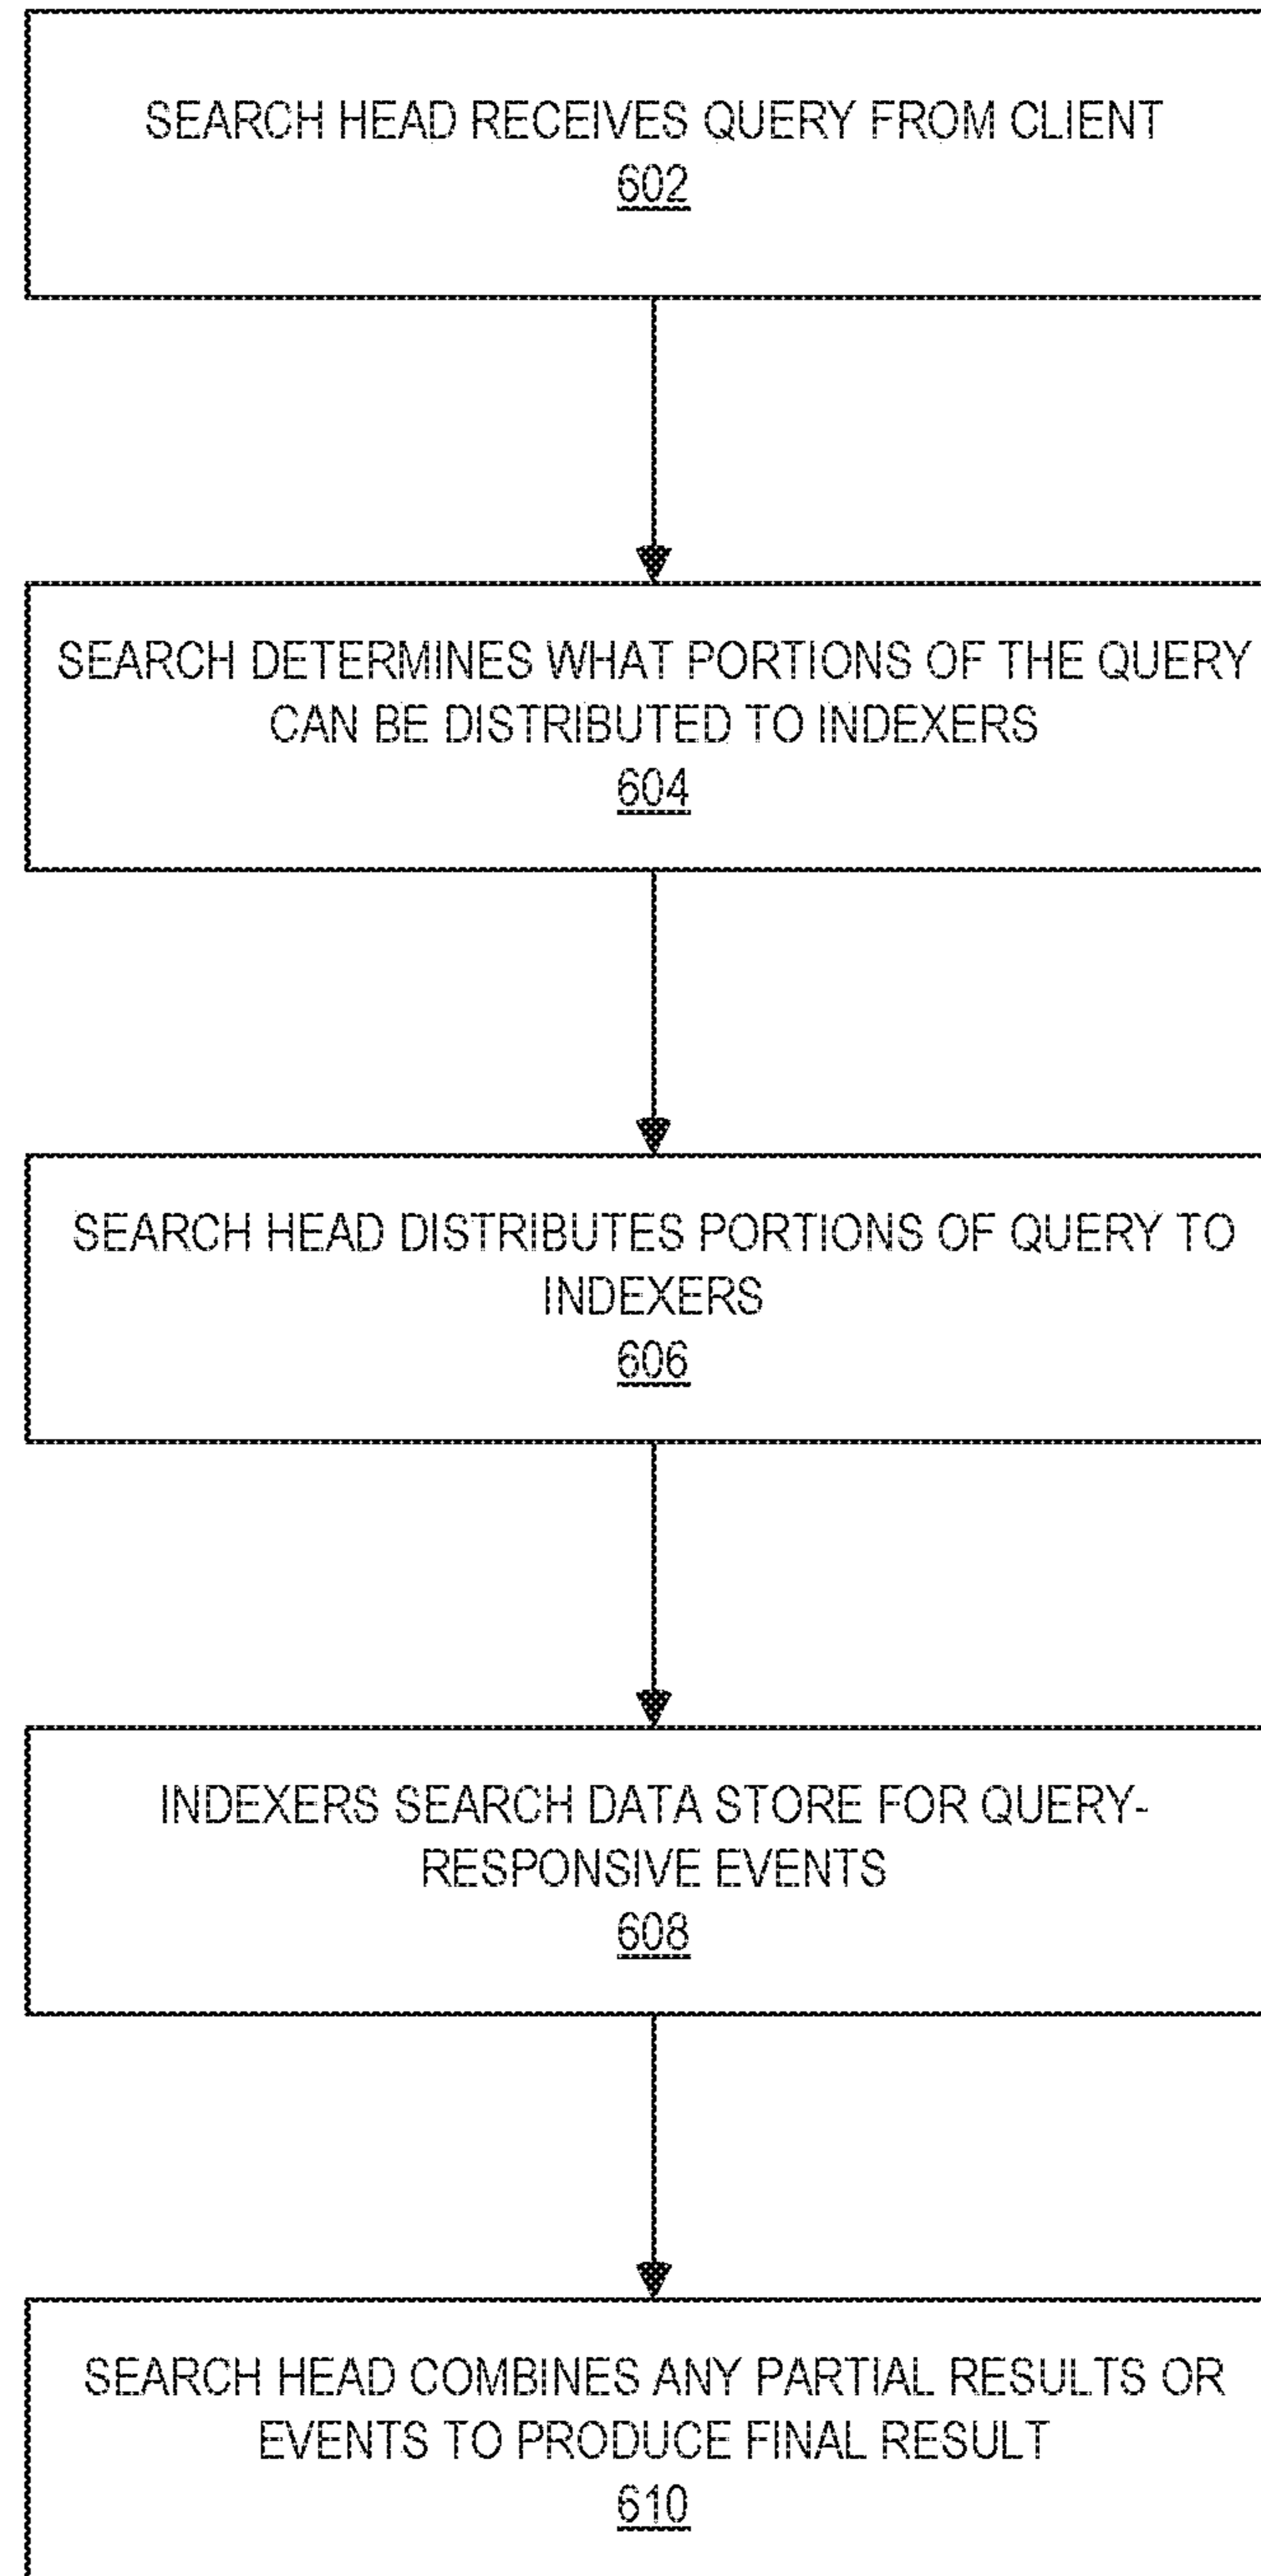 SEARCH HEAD RECEIVES QUERY FROM CLIENT
602
SEARCH DETERMINES WHAT PORTIONS OF THE QUERY
CAN BE DISTRIBUTED TO INDEXERS
604
SEARCH HEAD DISTRIBUTES PORTIONS OF QUERY TO
INDEXERS
606
INDEXERS SEARCH DATA STORE FOR QUERY-
RESPONSIVE EVENTS
608
SEARCH HEAD COMBINES ANY PARTIAL RESULTS OR
EVENTS TO PRODUCE FINAL RESULT
610